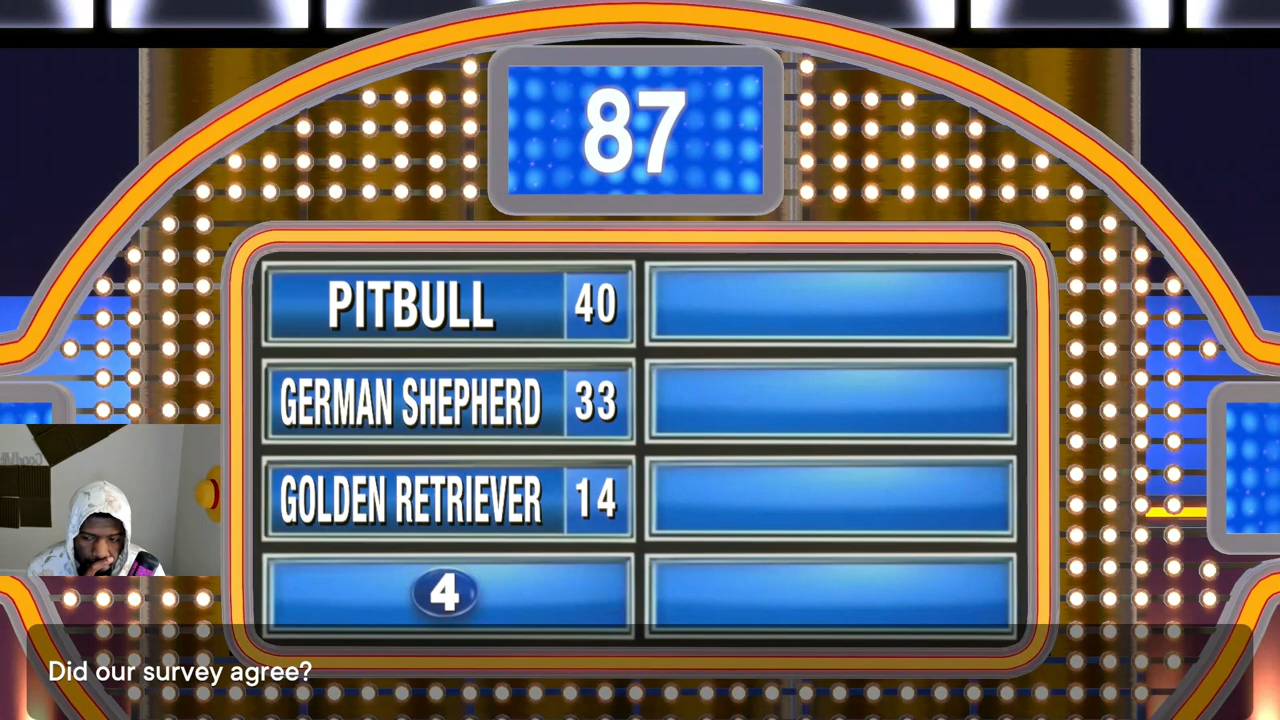 87
PITBULL 40
GERMAN SHEPHERD 33
GOLDEN RETRIEVER 14
4
Did our survey agree?